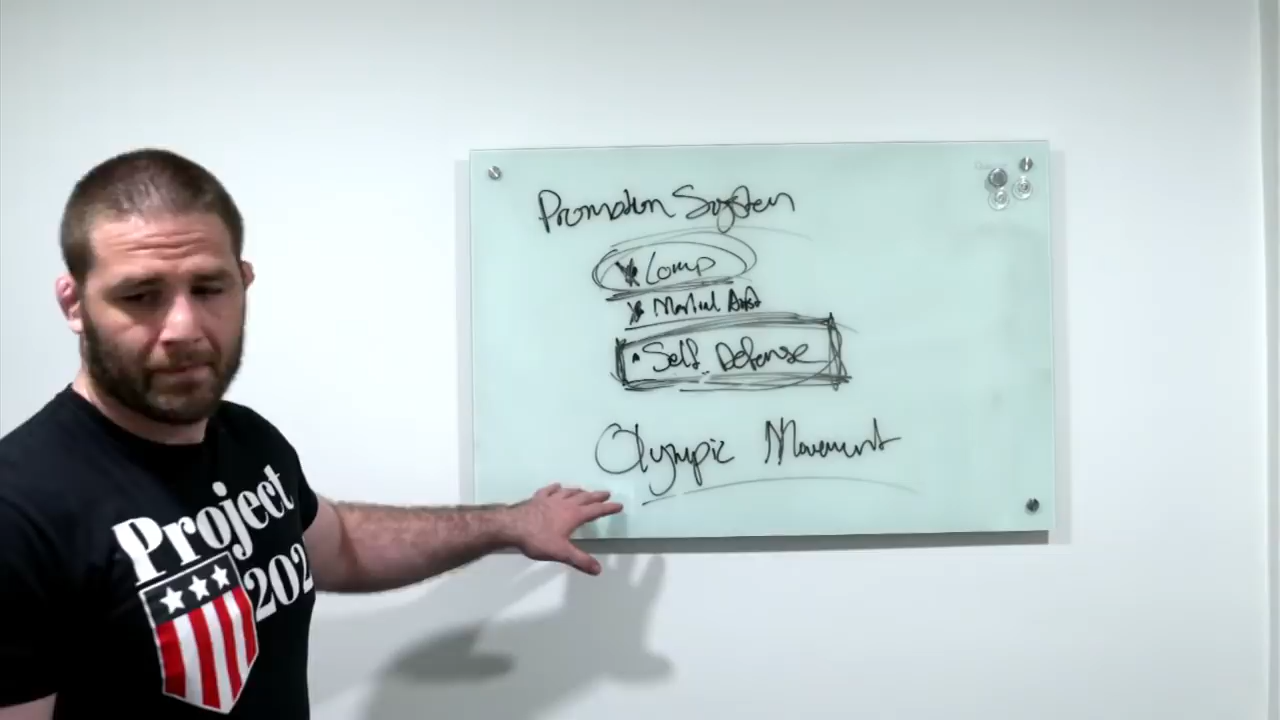 Promotion System
Comp
Martial Arts
Self Defense
Olympic Movement
Project
202